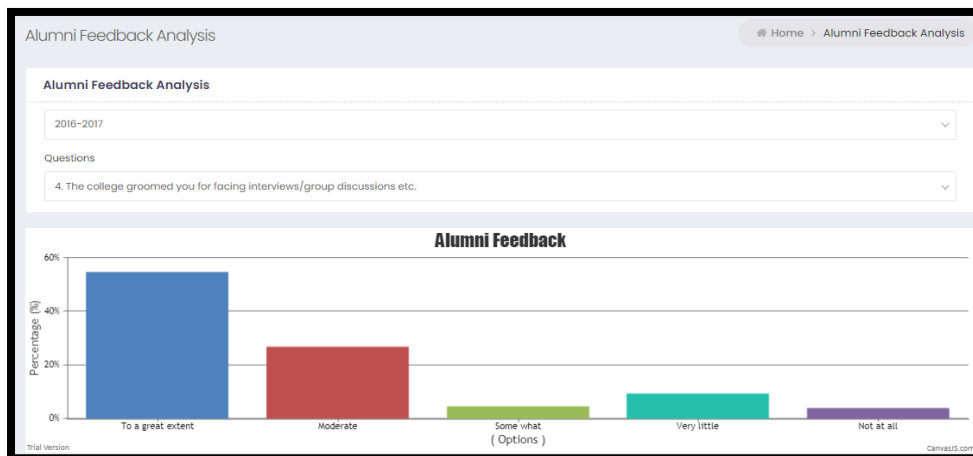 Alumni Feedback Analysis
Home > Alumni Feedback Analysis
Alumni Feedback Analysis
2016-2017
Questions
4. The college groomed you for facing interviews/group discussions etc.
Alumni Feedback
60%
40%
20%
0%
Percentage (%)
To a great extent Moderate Some what Very little Not at all
( Options )
Trial Version
CanvasJS.com